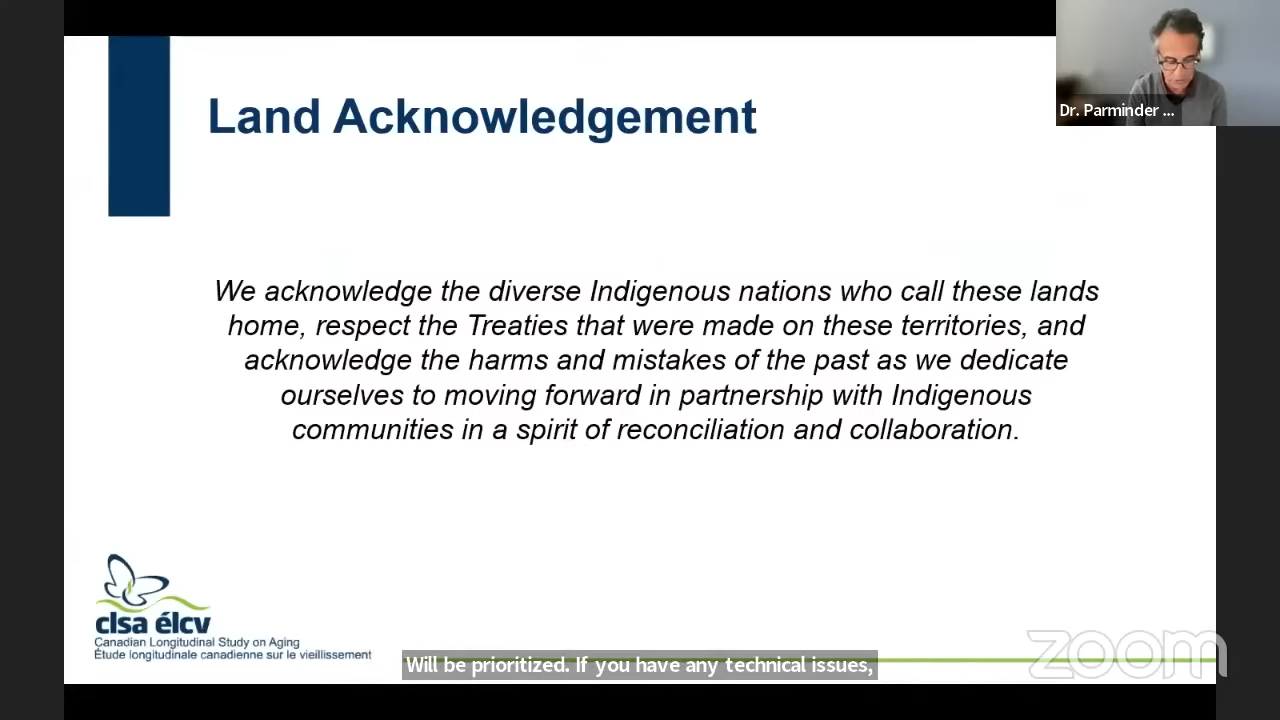 Land Acknowledgement
Dr. Parminder ...
We acknowledge the diverse Indigenous nations who call these lands
home, respect the Treaties that were made on these territories, and
acknowledge the harms and mistakes of the past as we dedicate
ourselves to moving forward in partnership with Indigenous
communities in a spirit of reconciliation and collaboration.
clsa élcv
Canadian Longitudinal Study on Aging
Étude longitudinale canadienne sur le vieillissement
Will be prioritized. If you have any technical issues,
zoom